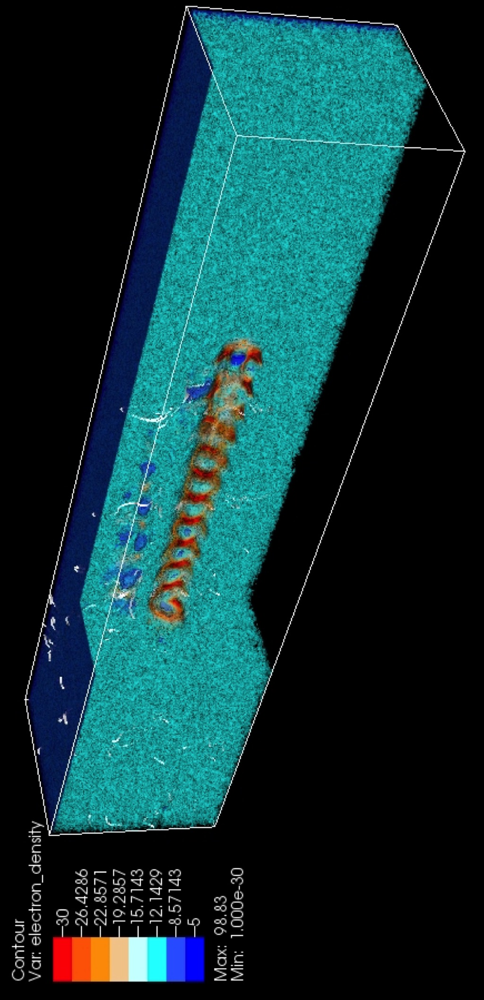 Contour
Var: electron_density
30
26.4286
22.8571
19.2857
15.7143
12.1429
8.57143
5
Max: 98.83
Min: 1.000e-30